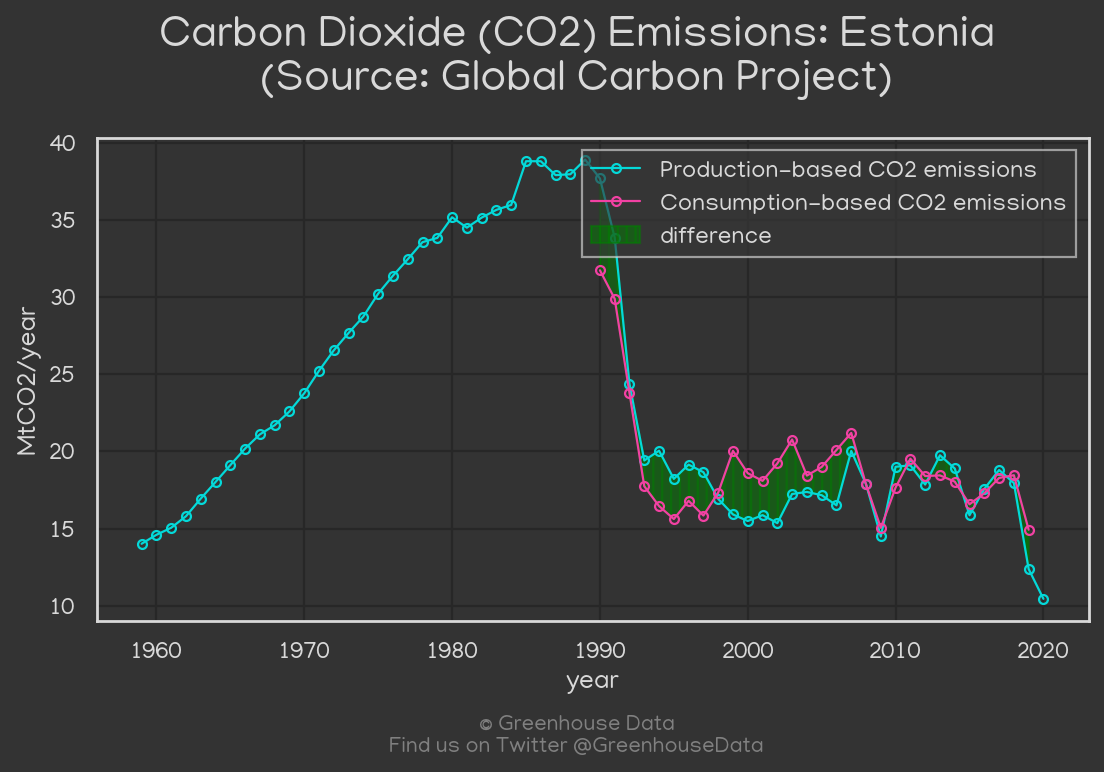 Carbon Dioxide (CO2) Emissions: Estonia
(Source: Global Carbon Project)
40
35
30
25
20
15
10
MtCO2/year
Production-based CO2 emissions
Consumption-based CO2 emissions
difference
1960 1970 1980 1990 2000 2010 2020
year
© Greenhouse Data
Find us on Twitter @GreenhouseData